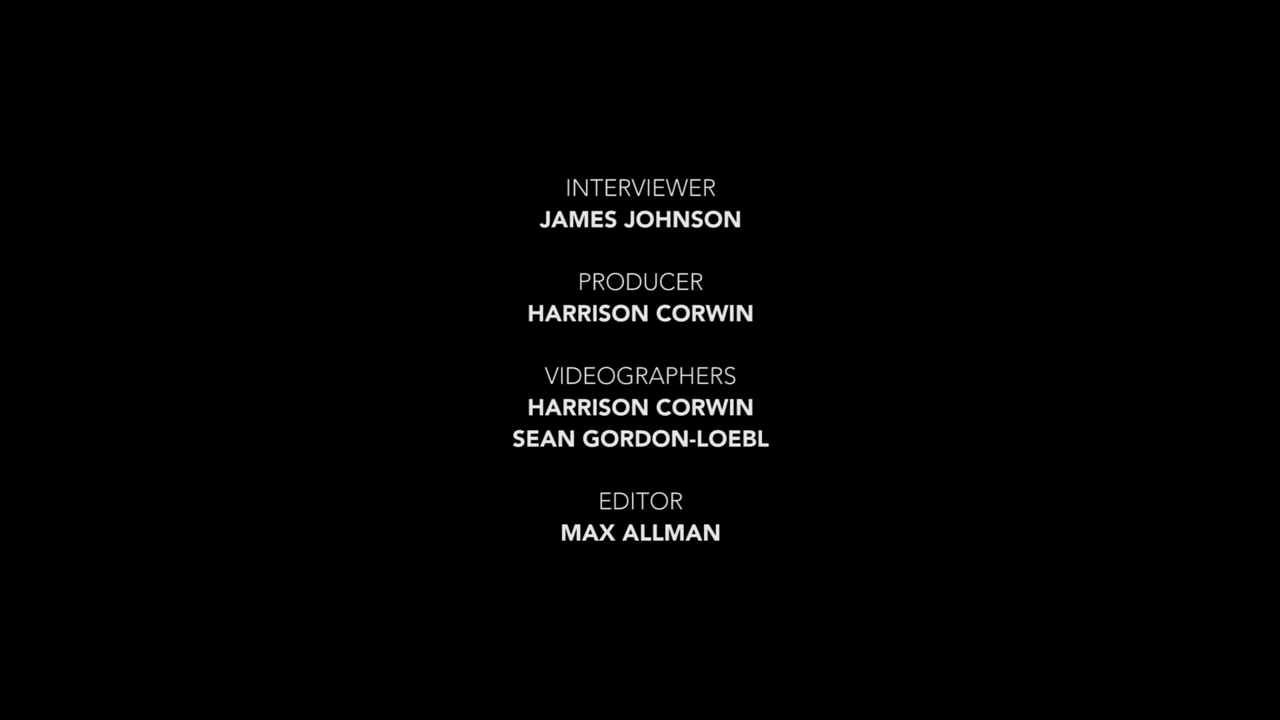 INTERVIEWER
JAMES JOHNSON
PRODUCER
HARRISON CORWIN
VIDEOGRAPHERS
HARRISON CORWIN
SEAN GORDON-LOEBL
EDITOR
MAX ALLMAN